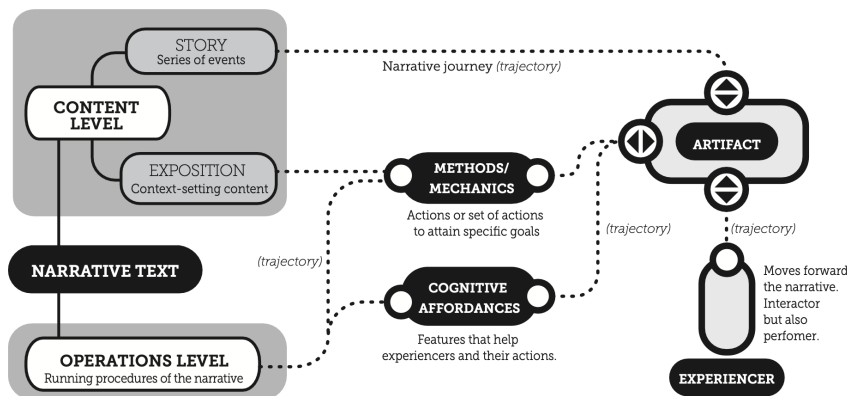 STORY
Series of events
Narrative journey (trajectory)
CONTENT
LEVEL
ARTIFACT
EXPOSITION
Context-setting content
METHODS/
MECHANICS
Actions or set of actions
to attain specific goals
(trajectory)
(trajectory)
(trajectory)
NARRATIVE TEXT
COGNITIVE
AFFORDANCES
Moves forward
the narrative.
Interactor
but also
perfomer.
Features that help
experiencers and their actions.
OPERATIONS LEVEL
Running procedures of the narrative
EXPERIENCER